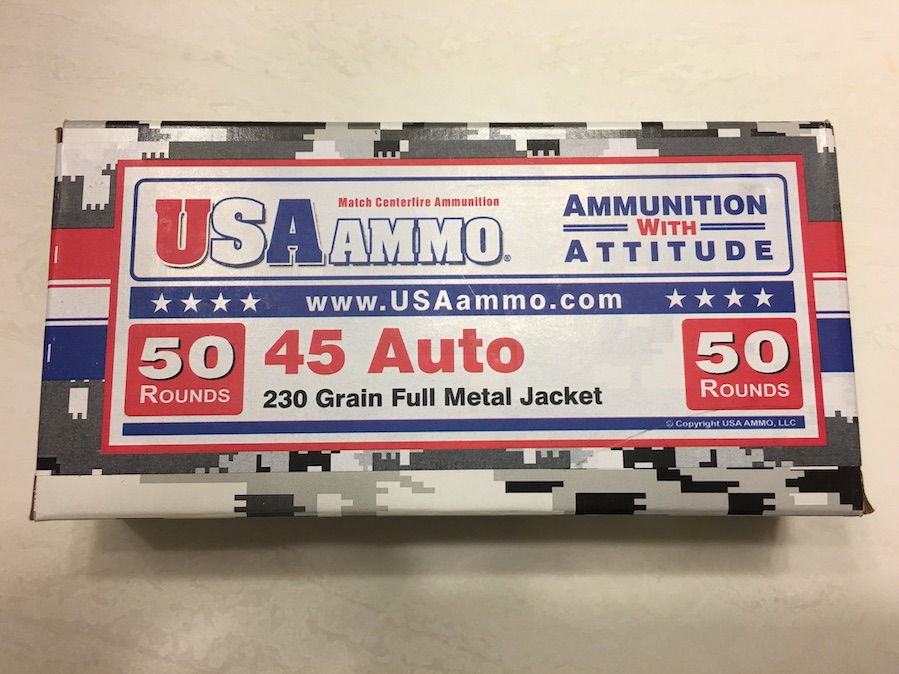 Match Centerfire Ammunition
USA AMMO®
AMMUNITION
WITH
ATTITUDE
www.USAammo.com
50
ROUNDS
45 Auto
230 Grain Full Metal Jacket
50
ROUNDS
© Copyright USA AMMO, LLC